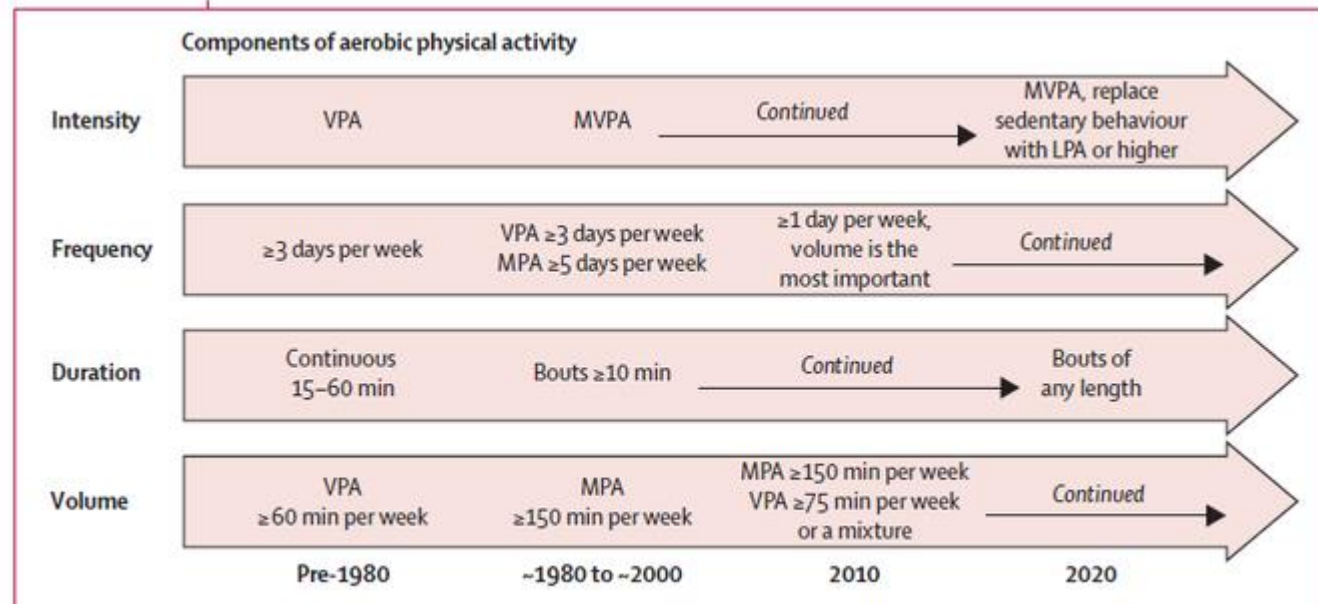 Components of aerobic physical activity
Intensity
VPA
MVPA
Continued
MVPA, replace
sedentary behaviour
with LPA or higher
Frequency
≥3 days per week
VPA ≥3 days per week
MPA ≥5 days per week
≥1 day per week,
volume is the
most important
Continued
Duration
Continuous
15–60 min
Bouts ≥10 min
Continued
Bouts of
any length
Volume
VPA
≥60 min per week
MPA
≥150 min per week
MPA ≥150 min per week
VPA ≥75 min per week
or a mixture
Continued
Pre-1980
~1980 to ~2000
2010
2020